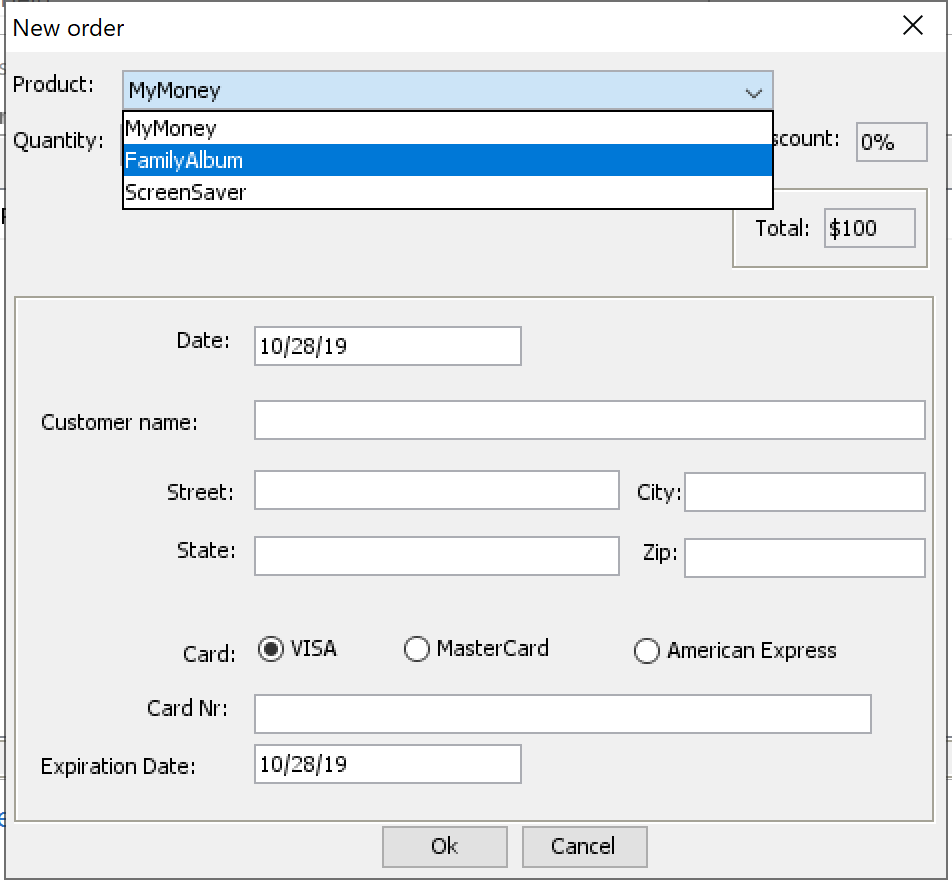 New order
Product: MyMoney
MyMoney
Quantity: scount: 0%
FamilyAlbum
ScreenSaver
Total: $100
Date: 10/28/19
Customer name:
Street: City:
State: Zip:
Card: VISA MasterCard American Express
Card Nr:
Expiration Date: 10/28/19
Ok Cancel